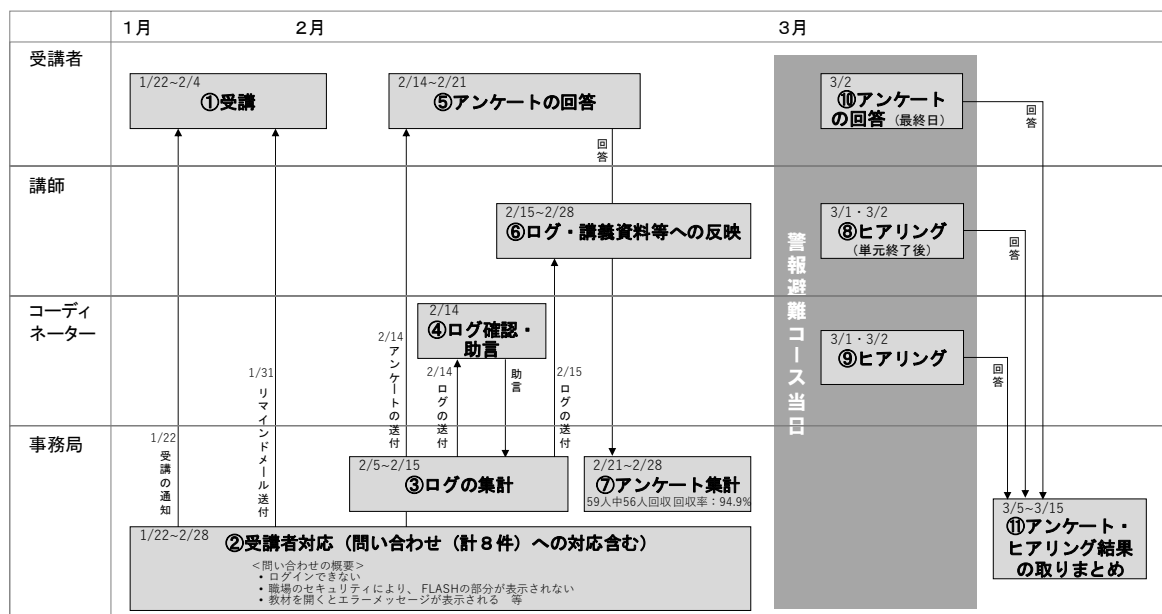 1月
2月
3月
受講者
1/22~2/4
①受講
2/14~2/21
⑤アンケートの回答
3/2
⑩アンケート
の回答（最終日）
回答
回答
講師
2/15~2/28
⑥ログ・講義資料等への反映
3/1・3/2
⑧ヒアリング
（単元終了後）
回答
警報避難コース当日
コーディ
ネーター
2/14
④ログ確認・
助言
3/1・3/2
⑨ヒアリング
回答
1/22
受講の通知
1/31
リマインドメール送付
2/14
アンケートの送付
2/14
ログの送付
助言
2/15
ログの送付
事務局
2/5~2/15
③ログの集計
2/21~2/28
⑦アンケート集計
59人中56人回収 回収率：94.9%
3/5~3/15
⑪アンケート・
ヒアリング結果
の取りまとめ
1/22~2/28
②受講者対応（問い合わせ（計８件）への対応含む）
＜問い合わせの概要＞
• ログインできない
• 職場のセキュリティにより、FLASHの部分が表示されない
• 教材を開くとエラーメッセージが表示される　等